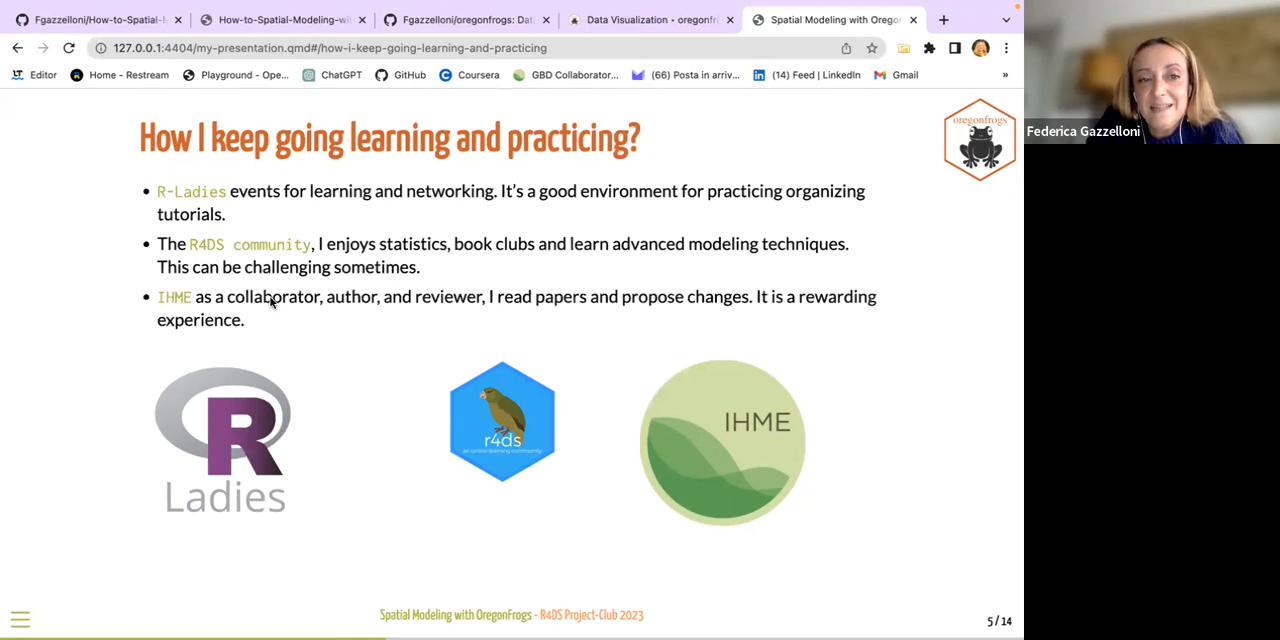 Fgazzelloni/How-to-Spatial-M
How-to-Spatial-Modeling-wi
Fgazzelloni/oregonfrogs: Dat
Data Visualization • oregonfr
Spatial Modeling with Orego
127.0.0.1:4404/my-presentation.qmd#/how-i-keep-going-learning-and-practicing
Editor
Home - Restream
Playground - Ope...
ChatGPT
GitHub
Coursera
GBD Collaborator...
(66) Posta in arriv...
(14) Feed | LinkedIn
Gmail
»
Federica Gazzelloni
How I keep going learning and practicing?
oregonfrogs
• R-Ladies events for learning and networking. It's a good environment for practicing organizing
tutorials.
• The R4DS community, I enjoys statistics, book clubs and learn advanced modeling techniques.
This can be challenging sometimes.
• IHME as a collaborator, author, and reviewer, I read papers and propose changes. It is a rewarding
experience.
R
Ladies
r4ds
an online learning community
IHME
Spatial Modeling with OregonFrogs - R4DS Project-Club 2023
5 / 14